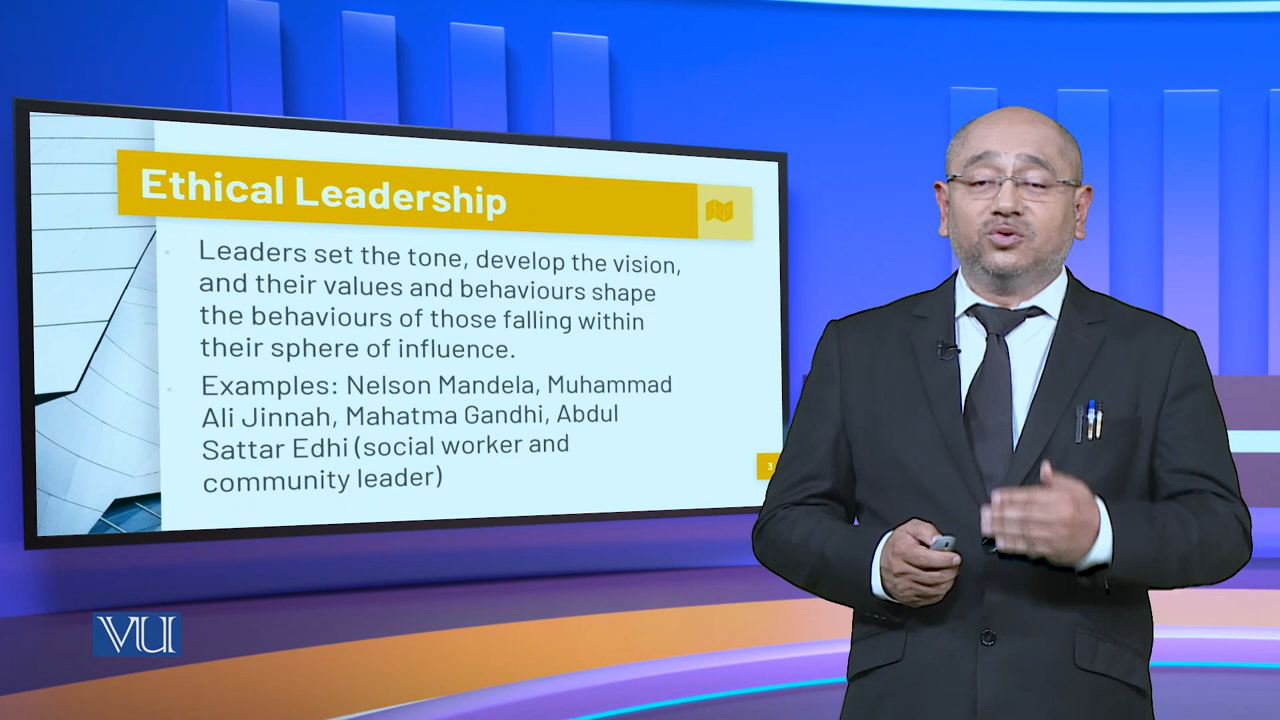 Ethical Leadership
Leaders set the tone, develop the vision,
and their values and behaviours shape
the behaviours of those falling within
their sphere of influence.
Examples: Nelson Mandela, Muhammad
Ali Jinnah, Mahatma Gandhi, Abdul
Sattar Edhi (social worker and
community leader)
3
VU